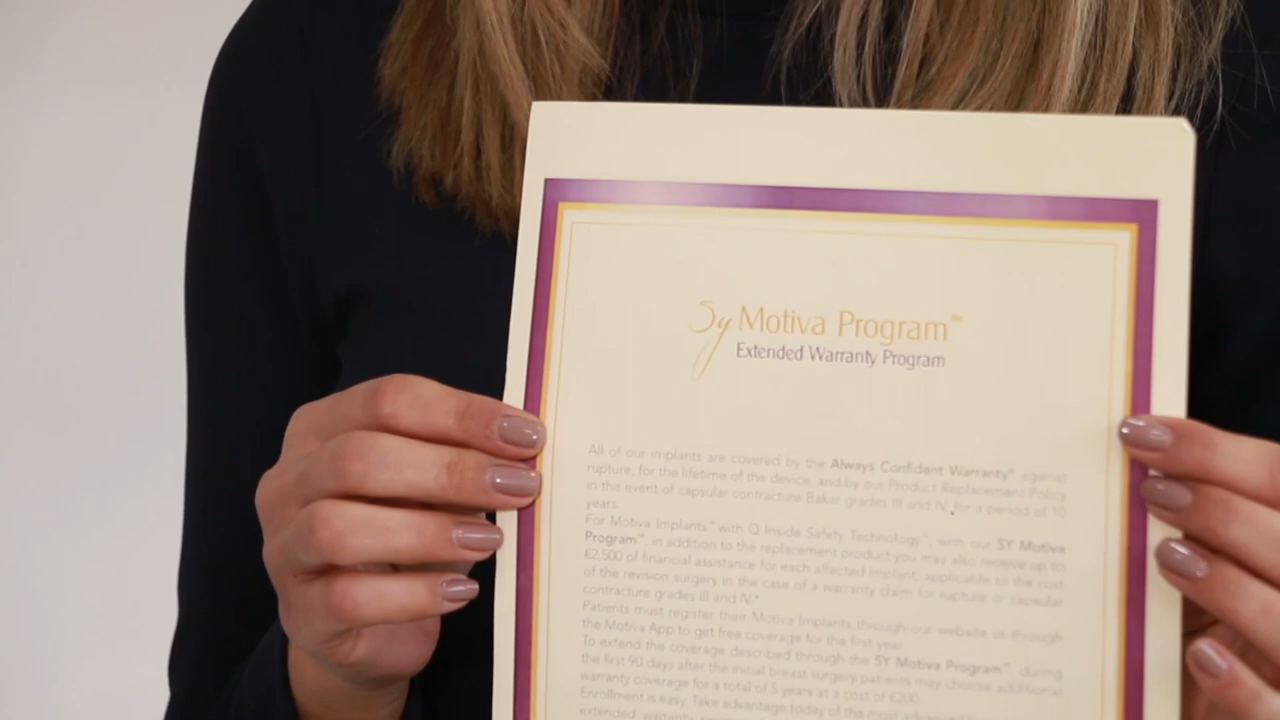 5y Motiva Program™
Extended Warranty Program
All of our implants are covered by the Always Confident Warranty® against
rupture, for the lifetime of the device, and by our Product Replacement Policy
in the event of capsular contracture Baker grades III and IV, for a period of 10
years.
For Motiva Implants™ with Q Inside Safety Technology™, with our 5Y Motiva
Program™, in addition to the replacement product you may also receive up to
€2,500 of financial assistance for each affected implant, applicable to the cost
of the revision surgery in the case of a warranty claim for rupture or capsular
contracture grades III and IV.*
Patients must register their Motiva Implants through our website us through
the Motiva App to get free coverage for the first year.
To extend the coverage described through the 5Y Motiva Program™, during
the first 90 days after the initial breast surgery patients may choose additional
warranty coverage for a total of 5 years at a cost of €200.
Enrollment is easy. Take advantage today of the most advanced
extended warranty